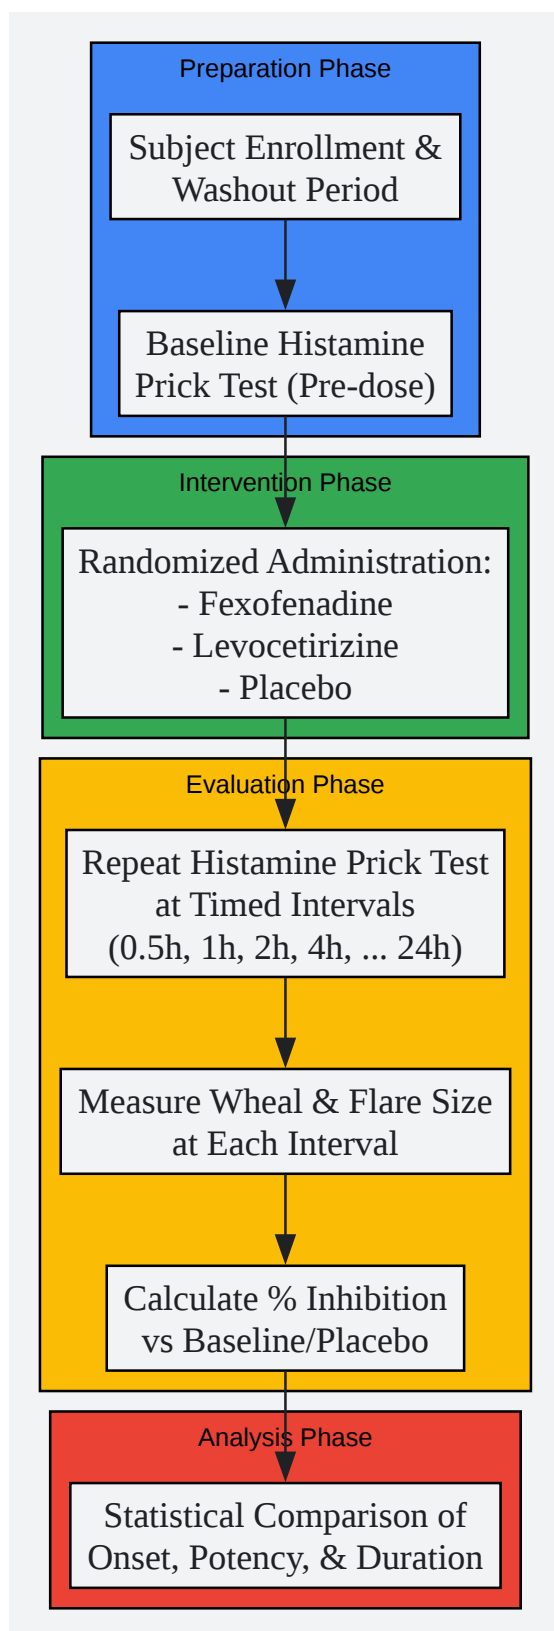 Preparation Phase
Subject Enrollment &
Washout Period
Baseline Histamine
Prick Test (Pre-dose)
Intervention Phase
Randomized Administration:
- Fexofenadine
- Levocetirizine
- Placebo
Evaluation Phase
Repeat Histamine Prick Test
at Timed Intervals
(0.5h, 1h, 2h, 4h, ... 24h)
Measure Wheal & Flare Size
at Each Interval
Calculate % Inhibition
vs Baseline/Placebo
Analysis Phase
Statistical Comparison of
Onset, Potency, & Duration